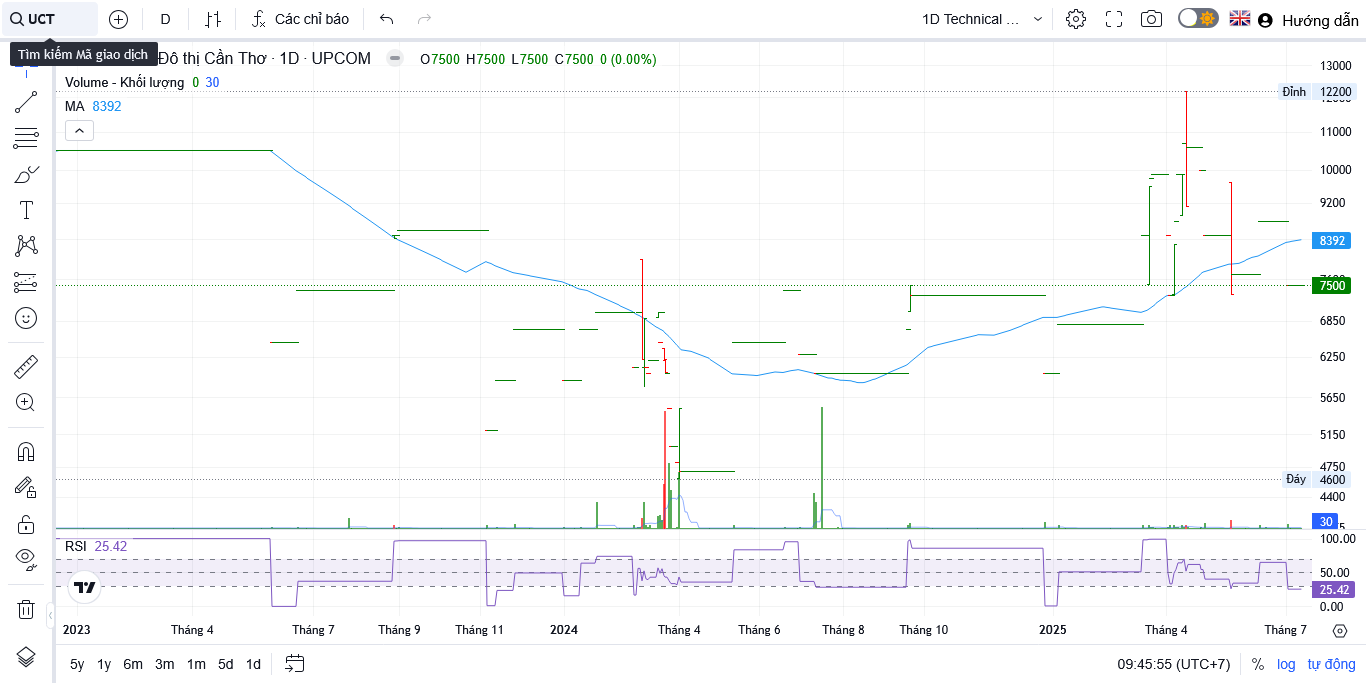 UCT
D
Các chỉ báo
1D Technical ...
Hướng dẫn
Tìm kiếm Mã giao dịch
Đô thị Cần Thơ · 1D · UPCOM
O7500 H7500 L7500 C7500 0 (0.00%)
Volume - Khối lượng 0 30
MA 8392
13000
Đỉnh 12200
11000
10000
9200
8392
7500
6850
6250
5650
5150
4750
Đáy 4600
4400
30
RSI 25.42
100.00
50.00
25.42
0.00
2023 Tháng 4 Tháng 7 Tháng 9 Tháng 11 2024 Tháng 4 Tháng 6 Tháng 8 Tháng 10 2025 Tháng 4 Tháng 7
5y 1y 6m 3m 1m 5d 1d
09:45:55 (UTC+7) % log tự động